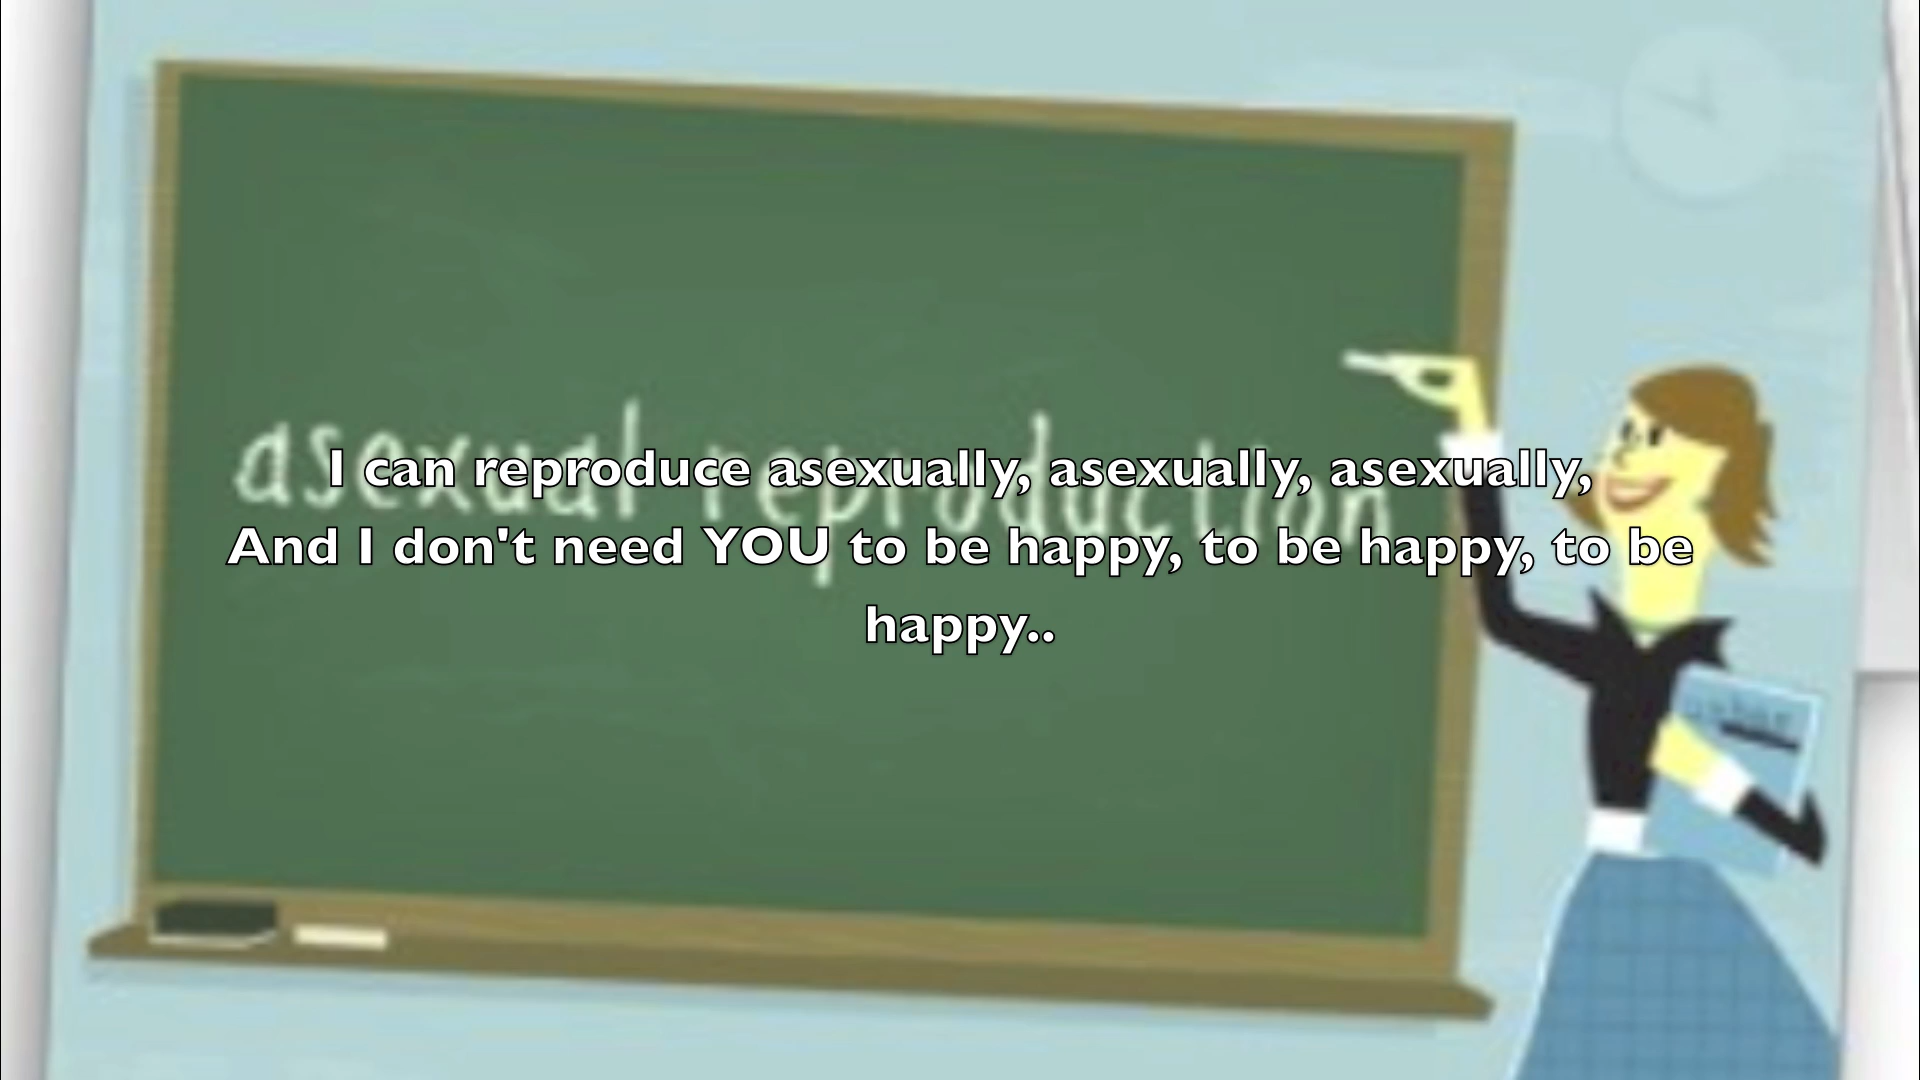 asexual reproduction
I can reproduce asexually, asexually, asexually,
And I don't need YOU to be happy, to be happy, to be
happy..